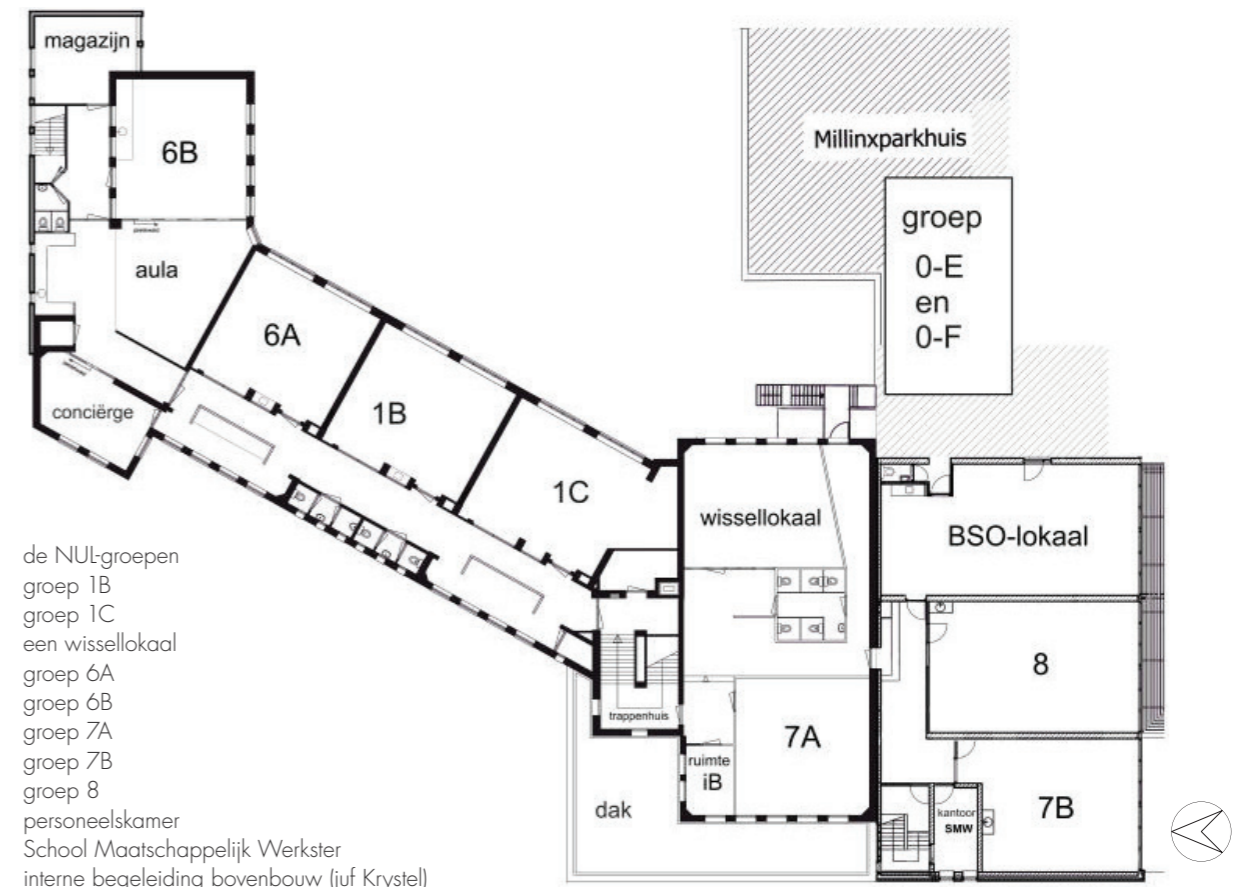 magazijn
6B
Millinxparkhuis
groep
0-E
en
0-F
aula
6A
conciërge
1B
1C
wissellokaal
BSO-lokaal
8
trappenhuis
7A
ruimte
iB
dak
kantoor
SMW
7B
de NUL-groepen
groep 1B
groep 1C
een wissellokaal
groep 6A
groep 6B
groep 7A
groep 7B
groep 8
personeelskamer
School Maatschappelijk Werkster
interne begeleiding bovenbouw (juf Krystel)